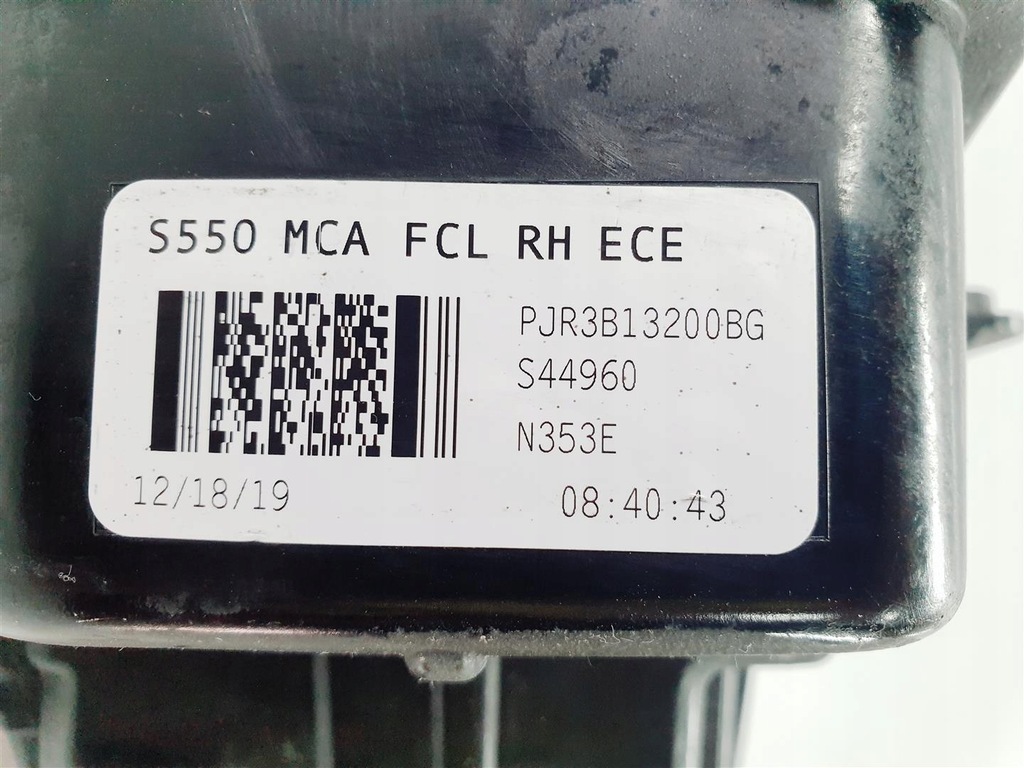 S550 MCA FCL RH ECE
PJR3B13200BG
S44960
N353E
12/18/19 08:40:43